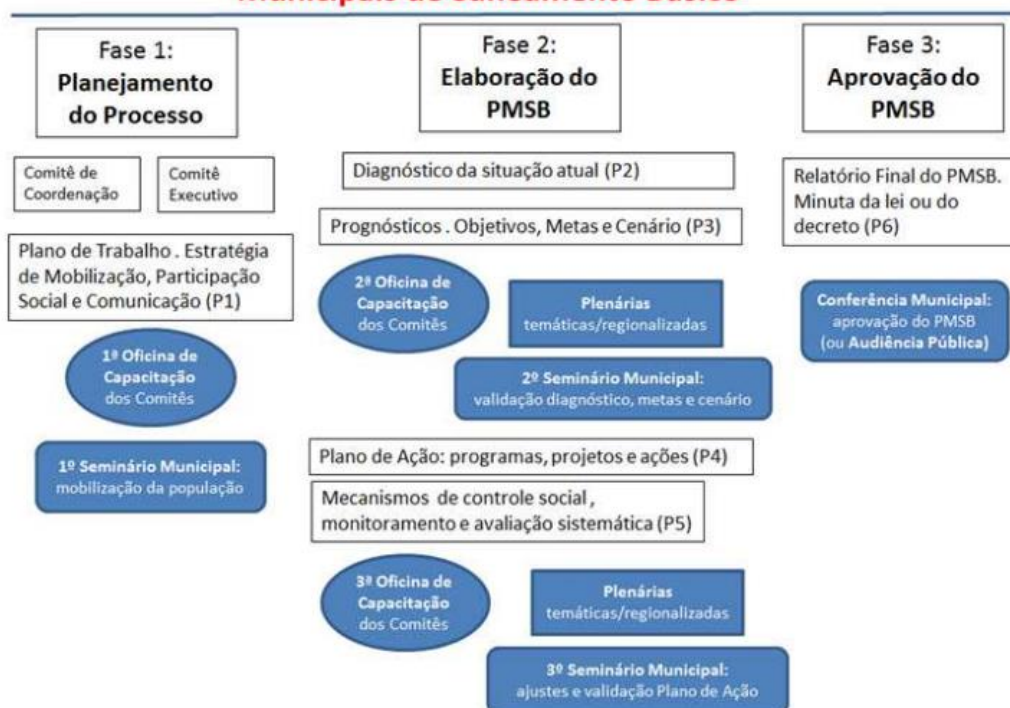 Municipais de Saneamento Básico
Fase 1:
Planejamento
do Processo
Comitê de
Coordenação
Comitê
Executivo
Plano de Trabalho . Estratégia
de Mobilização, Participação
Social e Comunicação (P1)
1ª Oficina de
Capacitação
dos Comitês
1º Seminário Municipal:
mobilização da população
Fase 2:
Elaboração do
PMSB
Diagnóstico da situação atual (P2)
Prognósticos . Objetivos, Metas e Cenário (P3)
2ª Oficina de
Capacitação
dos Comitês
Plenárias
temáticas/regionalizadas
2º Seminário Municipal:
validação diagnóstico, metas e cenário
Plano de Ação: programas, projetos e ações (P4)
Mecanismos de controle social ,
monitoramento e avaliação sistemática (P5)
3ª Oficina de
Capacitação
dos Comitês
Plenárias
temáticas/regionalizadas
3º Seminário Municipal:
ajustes e validação Plano de Ação
Fase 3:
Aprovação do
PMSB
Relatório Final do PMSB.
Minuta da lei ou do
decreto (P6)
Conferência Municipal:
aprovação do PMSB
(ou Audiência Pública)